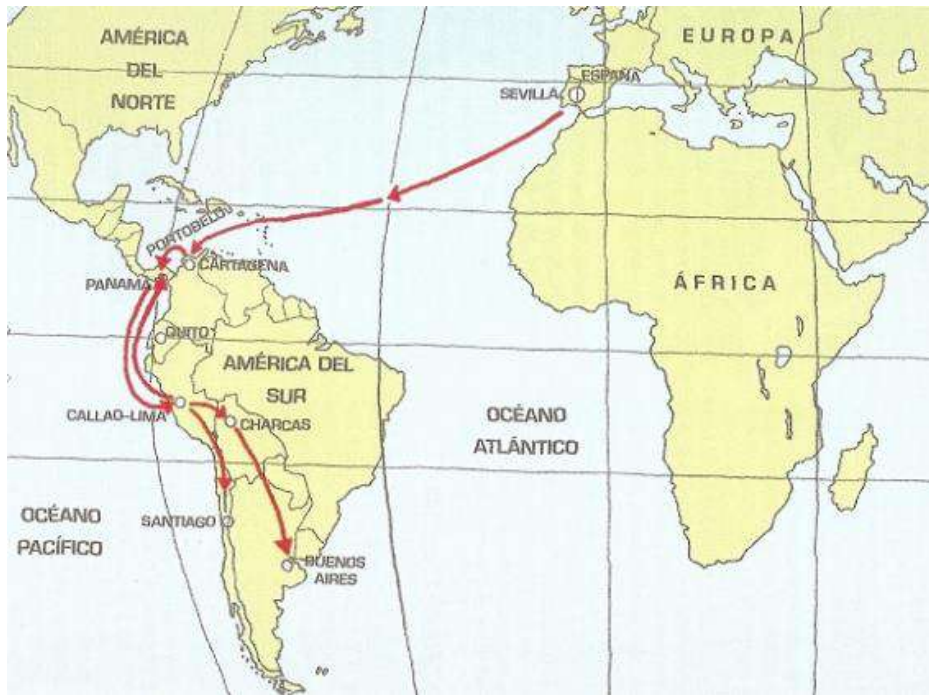 AMÉRICA
DEL
NORTE
EUROPA
ESPAÑA
SEVILLA
PORTOBELO
CARTAGENA
PANAMA
ÁFRICA
QUITO
AMÉRICA DEL
SUR
CALLAO-LIMA
CHARCAS
OCÉANO
ATLÁNTICO
OCÉANO
PACÍFICO
SANTIAGO
BUENOS
AIRES